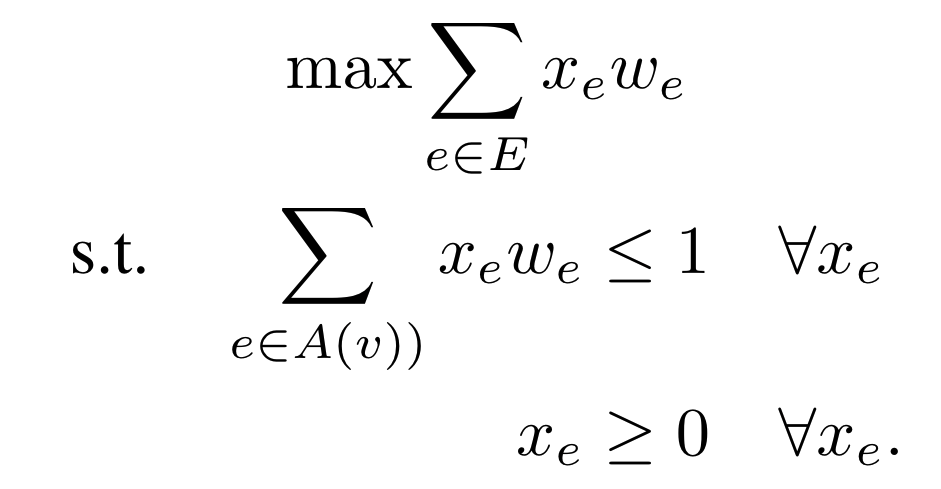 max ∑_{e∈E} x_e w_e
s.t. ∑_{e∈A(v))} x_e w_e ≤ 1 ∀x_e
x_e ≥ 0 ∀x_e.